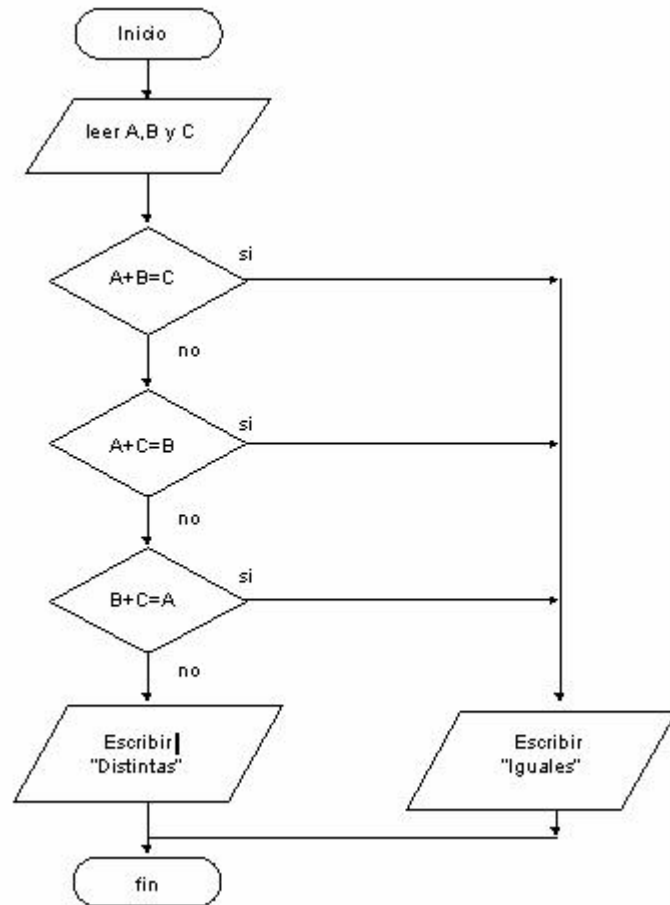 Inicio
leer A,B y C
A+B=C
si
no
A+C=B
si
no
B+C=A
si
no
Escribir
"Distintas"
Escribir
"Iguales"
fin